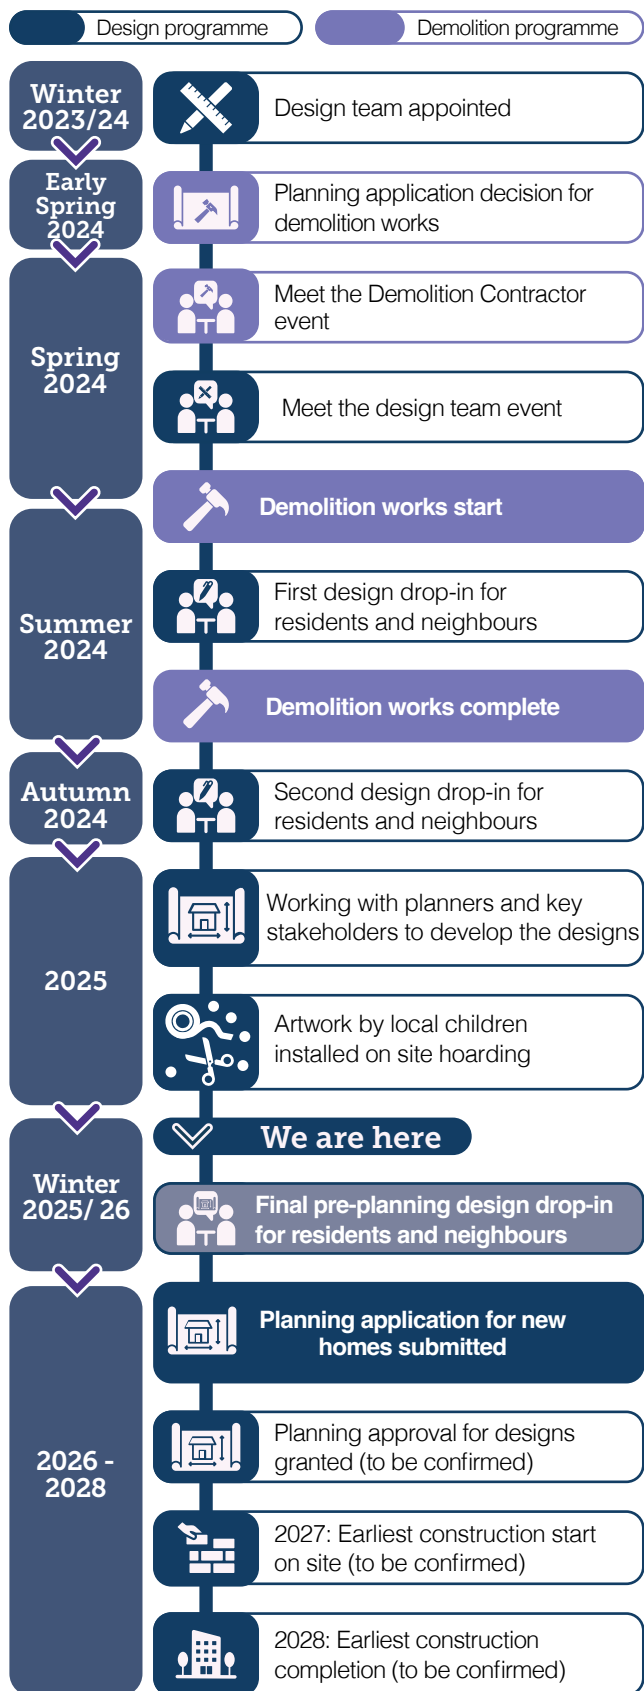 Design programme
Demolition programme
Winter
2023/24
Design team appointed
Early
Spring
2024
Planning application decision for
demolition works
Spring
2024
Meet the Demolition Contractor
event
Meet the design team event
Demolition works start
Summer
2024
First design drop-in for
residents and neighbours
Demolition works complete
Autumn
2024
Second design drop-in for
residents and neighbours
2025
Working with planners and key
stakeholders to develop the designs
Artwork by local children
installed on site hoarding
Winter
2025/ 26
We are here
Final pre-planning design drop-in
for residents and neighbours
2026 -
2028
Planning application for new
homes submitted
Planning approval for designs
granted (to be confirmed)
2027: Earliest construction start
on site (to be confirmed)
2028: Earliest construction
completion (to be confirmed)